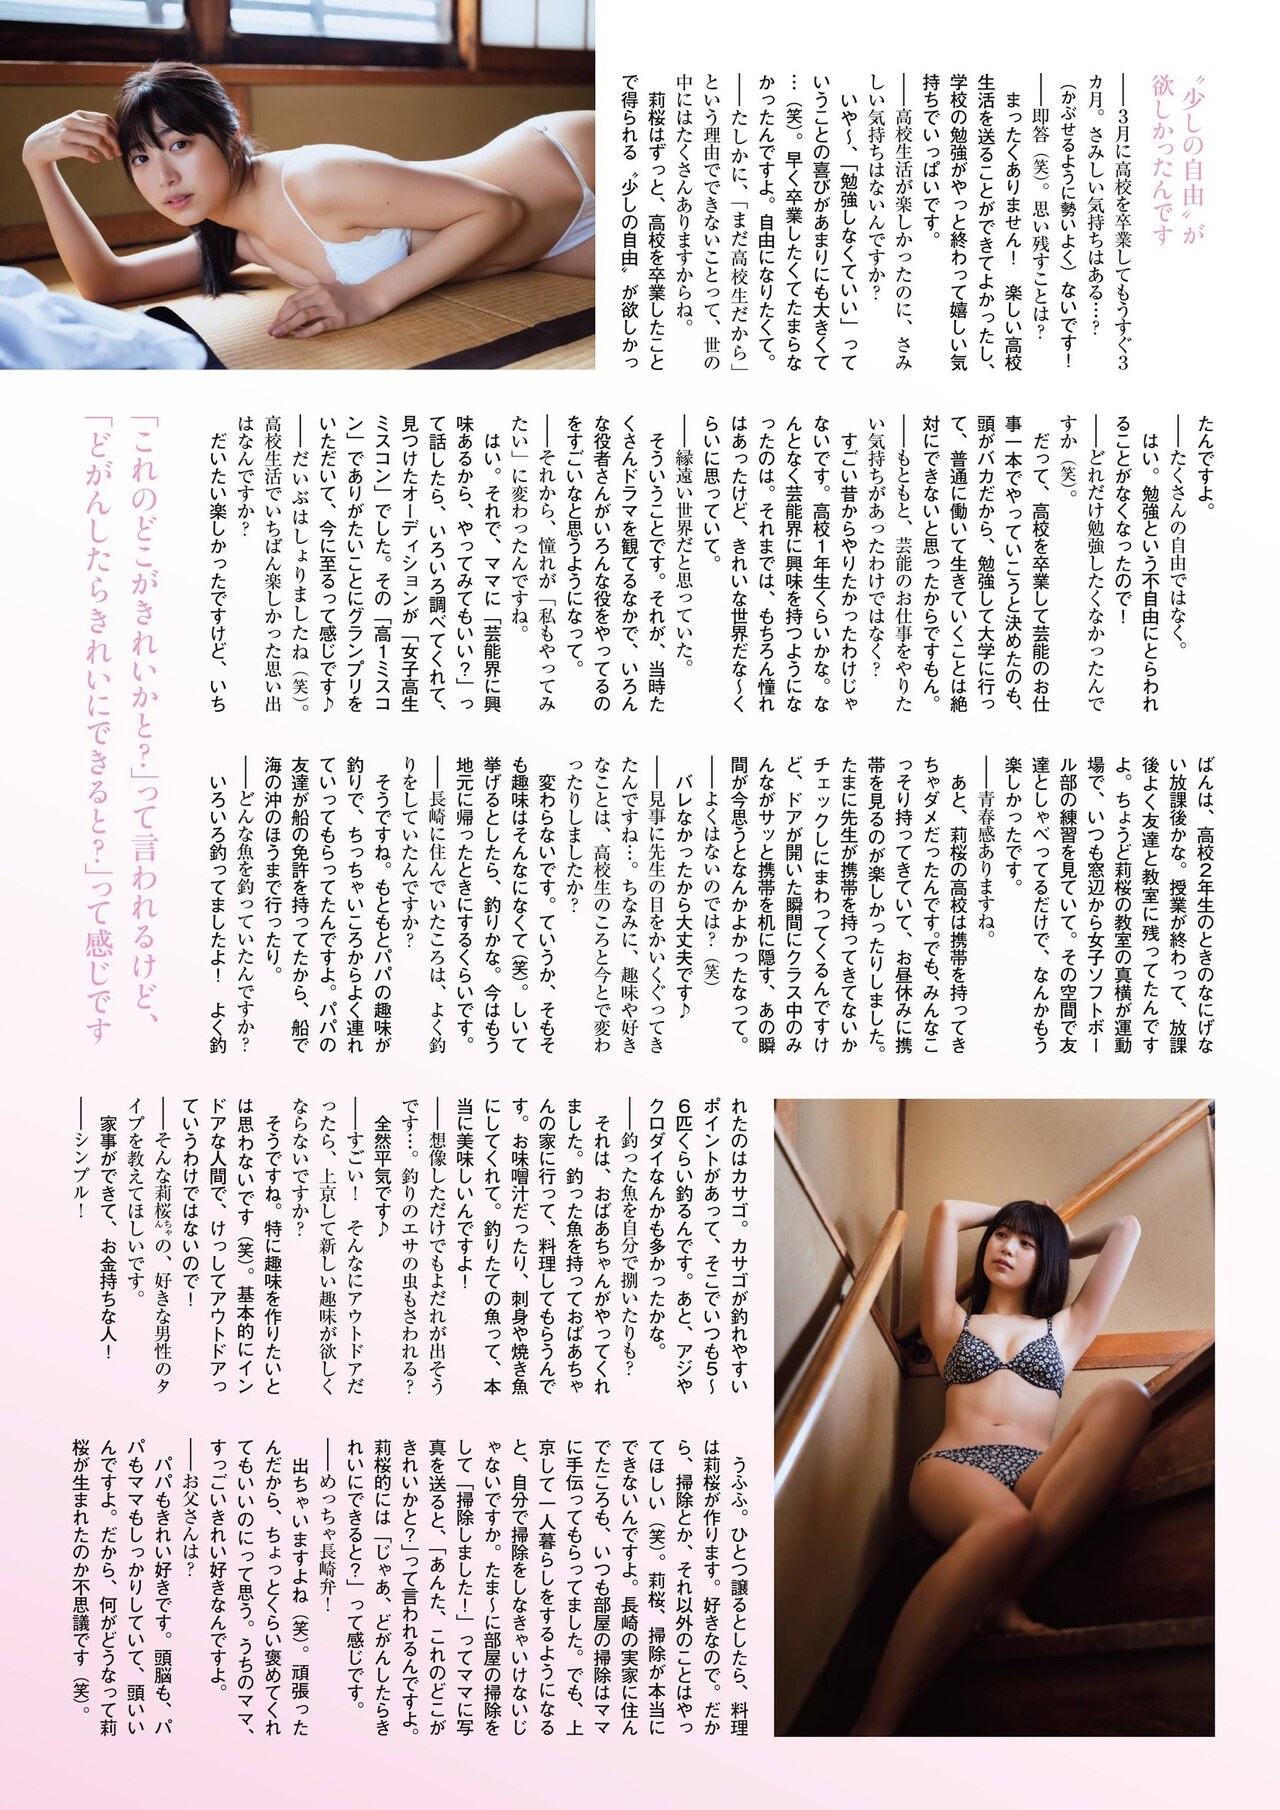 〝少しの自由〟が
欲しかったんです
――3月に高校を卒業してもうすぐ3
カ月。さみしい気持ちはある…?
（かぶせるように勢いよく）ないです！
――即答（笑）。思い残すことは?
まったくありません！　楽しい高校
生活を送ることができてよかったし、
学校の勉強がやっと終わって嬉しい気
持ちでいっぱいです。
――高校生活が楽しかったのに、さみ
しい気持ちはないんですか?
いや〜、「勉強しなくていい」って
いうことの喜びがあまりにも大きくて
…（笑）。早く卒業したくてたまらな
かったんですよ。自由になりたくて。
――たしかに、「まだ高校生だから」
という理由でできないことって、世の
中にはたくさんありますからね。
莉桜はずっと、高校を卒業したこと
で得られる〝少しの自由〟が欲しかっ
たんですよ。
――たくさんの自由ではなく。
はい。勉強という不自由にとらわれ
ることがなくなったので！
――どれだけ勉強したくなかったんで
すか（笑）。
だって、高校を卒業して芸能のお仕
事一本でやっていこうと決めたのも、
頭がバカだから、勉強して大学に行っ
て、普通に働いて生きていくことは絶
対にできないと思ったからですもん。
――もともと、芸能のお仕事をやりた
い気持ちがあったわけではなく?
すごい昔からやりたかったわけじゃ
ないです。高校1年生くらいかな。な
んとなく芸能界に興味を持つようにな
ったのは。それまでは、もちろん憧れ
はあったけど、きれいな世界だな〜く
らいに思っていて。
――縁遠い世界だと思っていた。
そういうことです。それが、当時た
くさんドラマを観てるなかで、いろん
な役者さんがいろんな役をやってるの
をすごいなと思うようになって。
――それから、憧れが「私もやってみ
たい」に変わったんですね。
はい。それで、ママに「芸能界に興
味あるから、やってみてもいい?」っ
て話したら、いろいろ調べてくれて、
見つけたオーディションが「女子高生
ミスコン」でした。その「高1ミスコ
ン」でありがたいことにグランプリを
いただいて、今に至るって感じです♪
――だいぶはしょりましたね（笑）。
高校生活でいちばん楽しかった思い出
はなんですか?
だいたい楽しかったですけど、いち
「これのどこがきれいかと?」って言われるけど、
「どがんしたらきれいにできると?」って感じです
ばんは、高校2年生のときのなにげな
い放課後かな。授業が終わって、放課
後よく友達と教室に残ってたんです
よ。ちょうど莉桜の教室の真横が運動
場で、いつも窓辺から女子ソフトボー
ル部の練習を見ていて。その空間で友
達としゃべってるだけで、なんかもう
楽しかったです。
――青春感ありますね。
あと、莉桜の高校は携帯を持ってき
ちゃダメだったんです。でも、みんなこ
っそり持ってきていて、お昼休みに携
帯を見るのが楽しかったりしました。
たまに先生が携帯を持ってきてないか
チェックしにまわってくるんですけ
ど、ドアが開いた瞬間にクラス中のみ
んながサッと携帯を机に隠す、あの瞬
間が今思うとなんかよかったなって。
――よくはないのでは?（笑）
バレなかったから大丈夫です♪
――見事に先生の目をかいくぐってき
たんですね…。ちなみに、趣味や好き
なことは、高校生のころと今とで変わ
ったりしましたか?
変わらないです。ていうか、そもそ
も趣味はそんなになくて（笑）。しいて
挙げるとしたら、釣りかな。今はもう
地元に帰ったときにするくらいです。
――長崎に住んでいたころは、よく釣
りをしていたんですか?
そうですね。もともとパパの趣味が
釣りで、ちっちゃいころからよく連れ
ていってもらってたんですよ。パパの
友達が船の免許を持ってたから、船で
海の沖のほうまで行ったり。
――どんな魚を釣っていたんですか?
いろいろ釣ってましたよ！　よく釣
れたのはカサゴ。カサゴが釣れやすい
ポイントがあって、そこでいつも5〜
6匹くらい釣るんです。あと、アジや
クロダイなんかも多かったかな。
――釣った魚を自分で捌いたりも?
それは、おばあちゃんがやってくれ
ました。釣った魚を持っておばあちゃ
んの家に行って、料理してもらうんで
す。お味噌汁だったり、刺身や焼き魚
にしてくれて。釣りたての魚って、本
当に美味しいんですよ！
――想像しただけでもよだれが出そう
です…。釣りのエサの虫もさわれる?
全然平気です♪
――すごい！　そんなにアウトドアだ
ったら、上京して新しい趣味が欲しく
ならないですか?
そうですね。特に趣味を作りたいと
は思わないです（笑）。基本的にイン
ドアな人間で、けっしてアウトドアっ
ていうわけではないので！
――そんな莉桜ちゃんの、好きな男性のタ
イプを教えてほしいです。
家事ができて、お金持ちな人！
――シンプル！
うふふ。ひとつ譲るとしたら、料理
は莉桜が作ります。好きなので。だか
ら、掃除とか、それ以外のことはやっ
てほしい（笑）。莉桜、掃除が本当に
できないんですよ。長崎の実家に住ん
でたころも、いつも部屋の掃除はママ
に手伝ってもらってました。でも、上
京して一人暮らしをするようになる
と、自分で掃除をしなきゃいけないじ
ゃないですか。たま〜に部屋の掃除を
して「掃除しました！」ってママに写
真を送ると、「あんた、これのどこが
きれいかと?」って言われるんですよ。
莉桜的には「じゃあ、どがんしたらき
れいにできると?」って感じです。
――めっちゃ長崎弁！
出ちゃいますよね（笑）。頑張った
んだから、ちょっとくらい褒めてくれ
てもいいのにって思う。うちのママ、
すっごいきれい好きなんですよ。
――お父さんは?
パパもきれい好きです。頭脳も、パ
パもママもしっかりしていて、頭いい
んですよ。だから、何がどうなって莉
桜が生まれたのか不思議です（笑）。